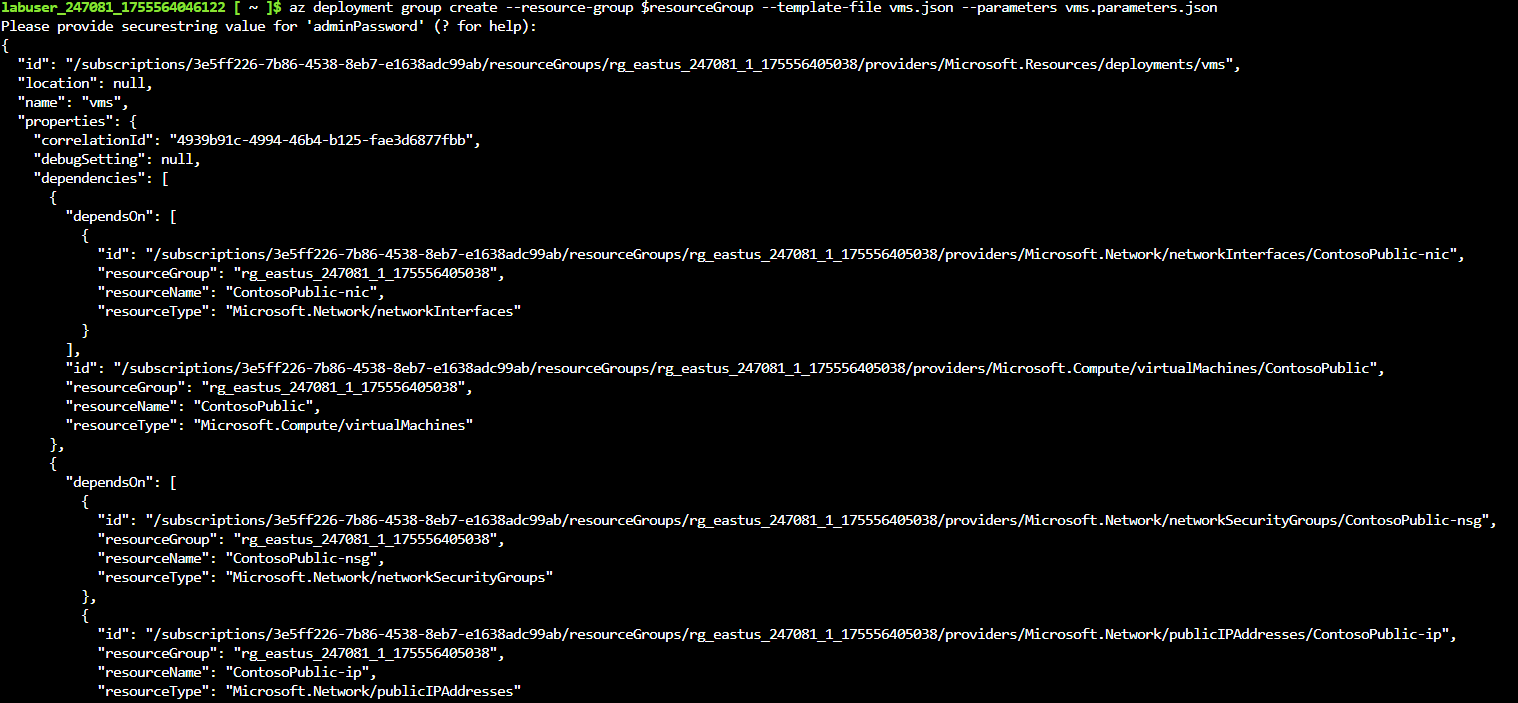 labuser_247081_1755564046122 [ ~ ]$ az deployment group create --resource-group $resourceGroup --template-file vms.json --parameters vms.parameters.json
Please provide securestring value for 'adminPassword' (? for help):
{
  "id": "/subscriptions/3e5ff226-7b86-4538-8eb7-e1638adc99ab/resourceGroups/rg_eastus_247081_1_175556405038/providers/Microsoft.Resources/deployments/vms",
  "location": null,
  "name": "vms",
  "properties": {
    "correlationId": "4939b91c-4994-46b4-b125-fae3d6877fbb",
    "debugSetting": null,
    "dependencies": [
      {
        "dependsOn": [
          {
            "id": "/subscriptions/3e5ff226-7b86-4538-8eb7-e1638adc99ab/resourceGroups/rg_eastus_247081_1_175556405038/providers/Microsoft.Network/networkInterfaces/ContosoPublic-nic",
            "resourceGroup": "rg_eastus_247081_1_175556405038",
            "resourceName": "ContosoPublic-nic",
            "resourceType": "Microsoft.Network/networkInterfaces"
          }
        ],
        "id": "/subscriptions/3e5ff226-7b86-4538-8eb7-e1638adc99ab/resourceGroups/rg_eastus_247081_1_175556405038/providers/Microsoft.Compute/virtualMachines/ContosoPublic",
        "resourceGroup": "rg_eastus_247081_1_175556405038",
        "resourceName": "ContosoPublic",
        "resourceType": "Microsoft.Compute/virtualMachines"
      },
      {
        "dependsOn": [
          {
            "id": "/subscriptions/3e5ff226-7b86-4538-8eb7-e1638adc99ab/resourceGroups/rg_eastus_247081_1_175556405038/providers/Microsoft.Network/networkSecurityGroups/ContosoPublic-nsg",
            "resourceGroup": "rg_eastus_247081_1_175556405038",
            "resourceName": "ContosoPublic-nsg",
            "resourceType": "Microsoft.Network/networkSecurityGroups"
          },
          {
            "id": "/subscriptions/3e5ff226-7b86-4538-8eb7-e1638adc99ab/resourceGroups/rg_eastus_247081_1_175556405038/providers/Microsoft.Network/publicIPAddresses/ContosoPublic-ip",
            "resourceGroup": "rg_eastus_247081_1_175556405038",
            "resourceName": "ContosoPublic-ip",
            "resourceType": "Microsoft.Network/publicIPAddresses"